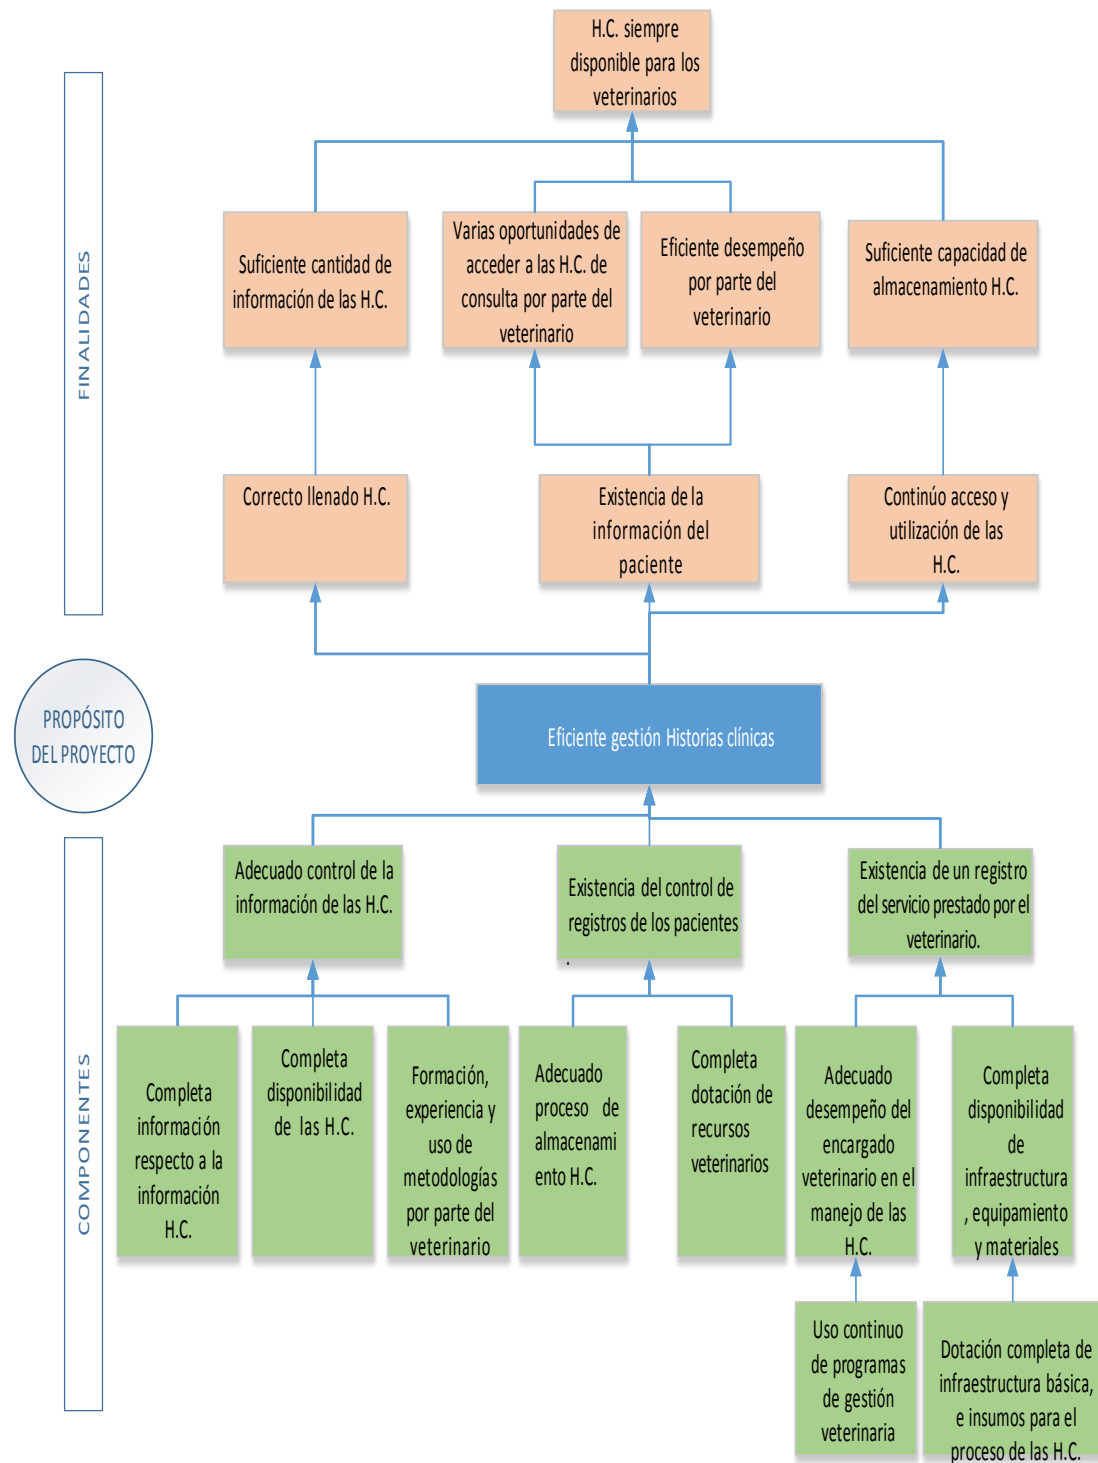 H.C. siempre
disponible para los
veterinarios
FINALIDADES
Suficiente cantidad de
información de las H.C.
Varias oportunidades de
acceder a las H.C. de
consulta por parte del
veterinario
Eficiente desempeño
por parte del
veterinario
Suficiente capacidad de
almacenamiento H.C.
Correcto llenado H.C.
Existencia de la
información del
paciente
Continúo acceso y
utilización de las
H.C.
PROPÓSITO
DEL PROYECTO
Eficiente gestión Historias clínicas
COMPONENTES
Adecuado control de la
información de las H.C.
Existencia del control de
registros de los pacientes
.
Existencia de un registro
del servicio prestado por el
veterinario.
Completa
información
respecto a la
información
H.C.
Completa
disponibilidad
de las H.C.
Formación,
experiencia y
uso de
metodologías
por parte del
veterinario
Adecuado
proceso de
almacenami
ento H.C.
Completa
dotación de
recursos
veterinarios
Adecuado
desempeño del
encargado
veterinario en el
manejo de las
H.C.
Completa
disponibilidad
de
infraestructura
, equipamiento
y materiales
Uso continuo
de programas
de gestión
veterinaria
Dotación completa de
infraestructura básica,
e insumos para el
proceso de las H.C.